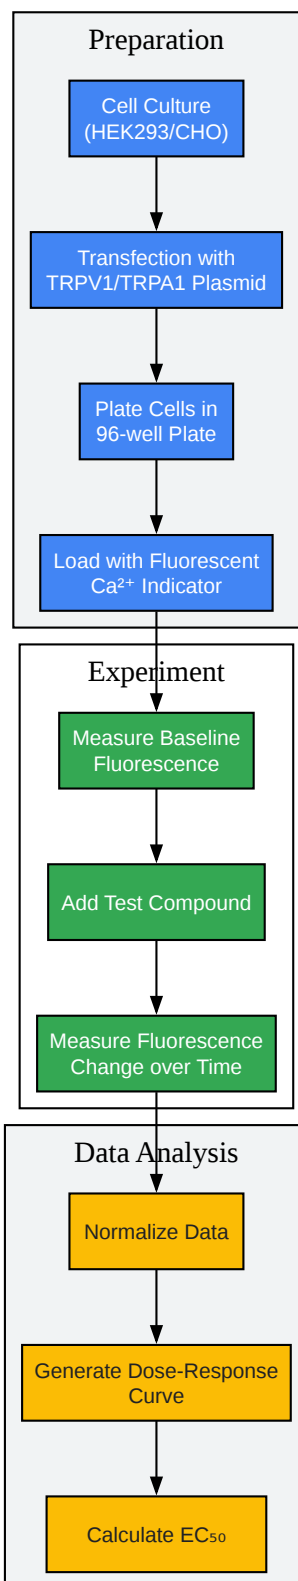 Preparation
Cell Culture
(HEK293/CHO)
Transfection with
TRPV1/TRPA1 Plasmid
Plate Cells in
96-well Plate
Load with Fluorescent
Ca²⁺ Indicator
Experiment
Measure Baseline
Fluorescence
Add Test Compound
Measure Fluorescence
Change over Time
Data Analysis
Normalize Data
Generate Dose-Response
Curve
Calculate EC₅₀